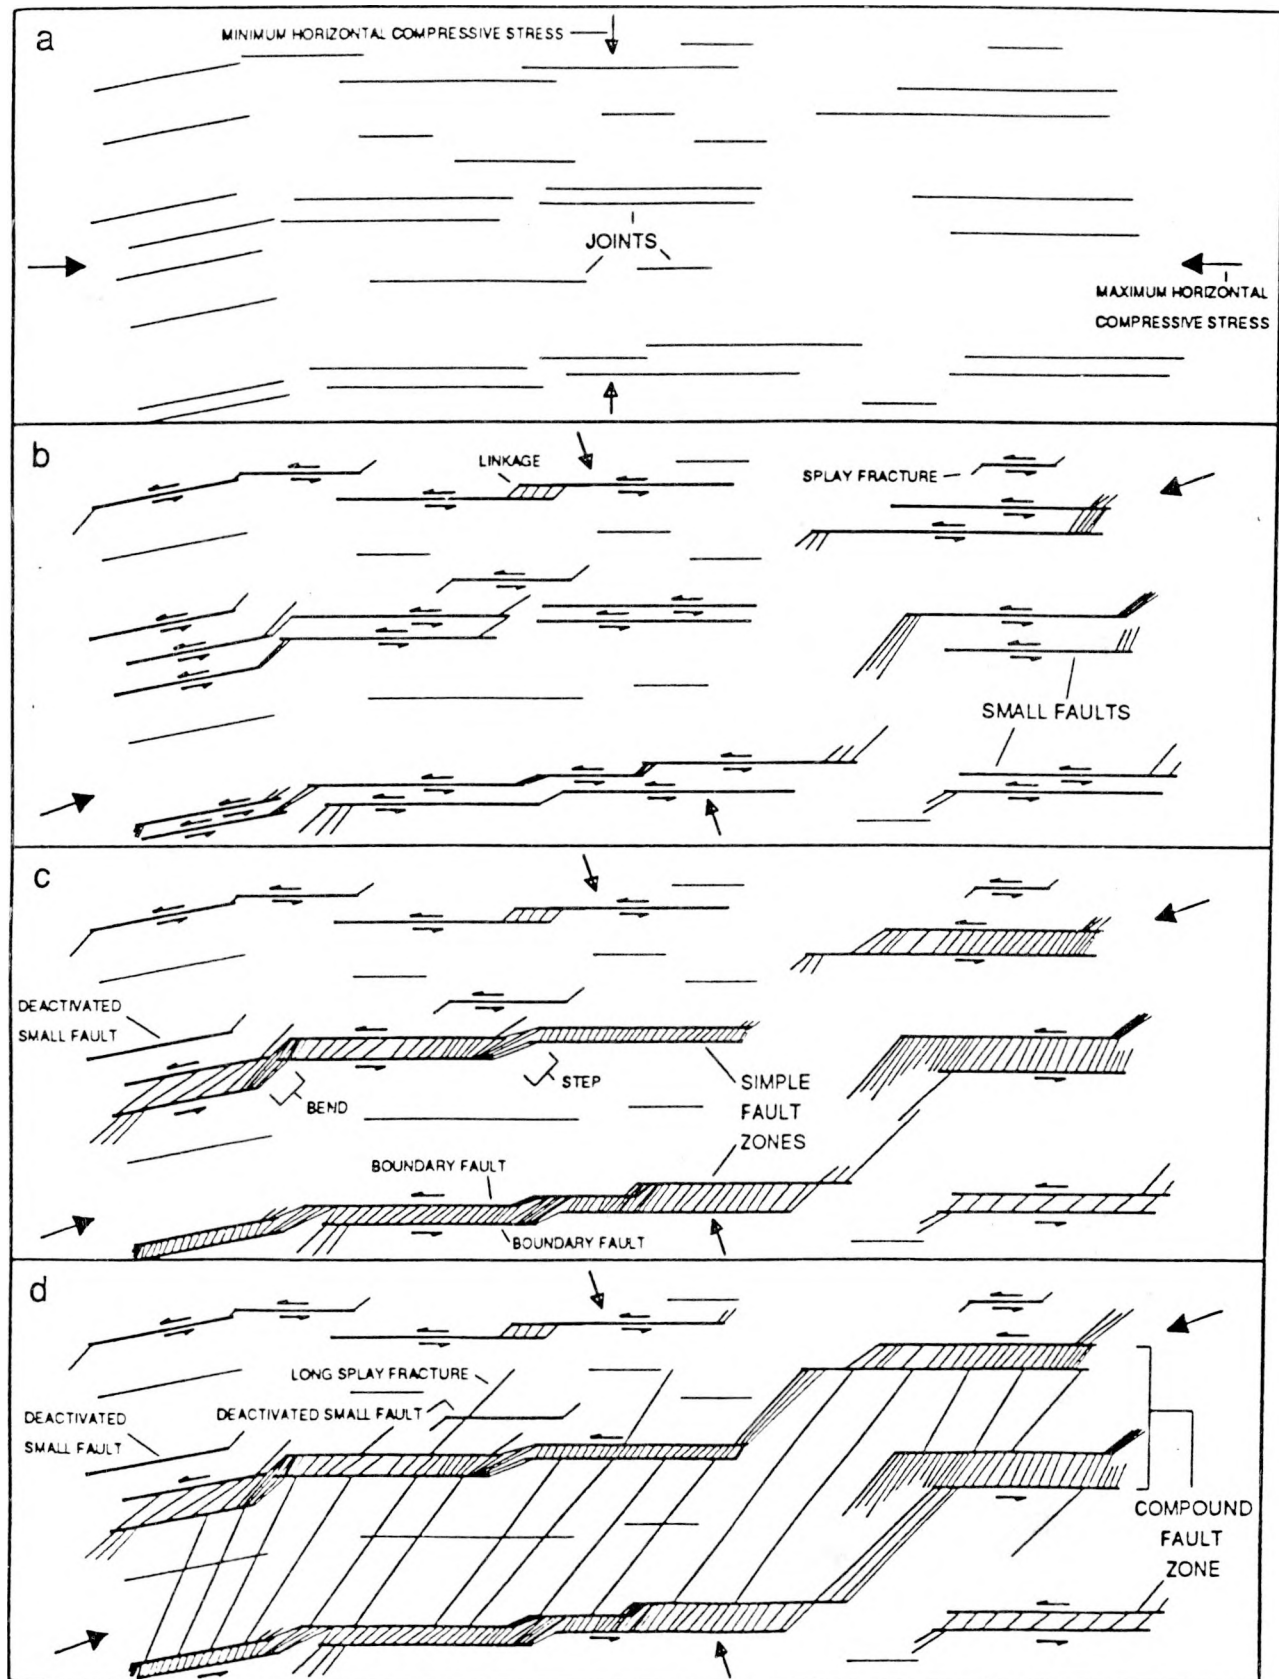 a
MINIMUM HORIZONTAL COMPRESSIVE STRESS
JOINTS
MAXIMUM HORIZONTAL
COMPRESSIVE STRESS
b
LINKAGE
SPLAY FRACTURE
SMALL FAULTS
c
DEACTIVATED
SMALL FAULT
BEND
STEP
SIMPLE
FAULT
ZONES
BOUNDARY FAULT
BOUNDARY FAULT
d
LONG SPLAY FRACTURE
DEACTIVATED SMALL FAULT
DEACTIVATED
SMALL FAULT
COMPOUND
FAULT
ZONE